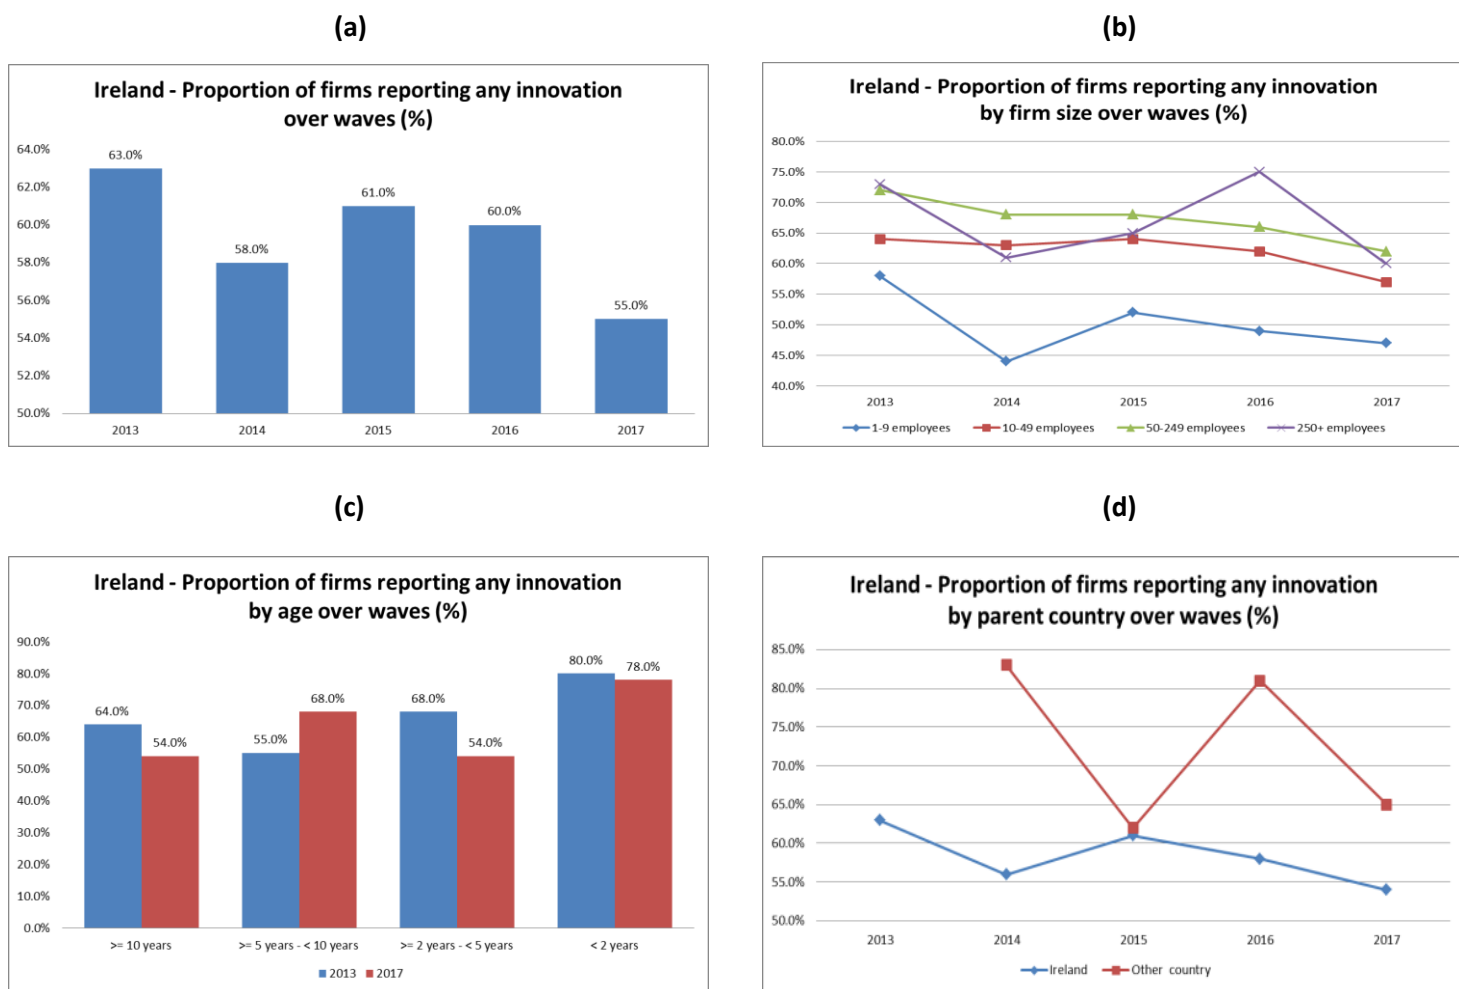 (a)
Ireland - Proportion of firms reporting any innovation
over waves (%)
64.0%
62.0%
60.0%
58.0%
56.0%
54.0%
52.0%
50.0%
63.0%
58.0%
61.0%
60.0%
55.0%
2013
2014
2015
2016
2017
(b)
Ireland - Proportion of firms reporting any innovation
by firm size over waves (%)
80.0%
75.0%
70.0%
65.0%
60.0%
55.0%
50.0%
45.0%
40.0%
2013
2014
2015
2016
2017
1-9 employees
10-49 employees
50-249 employees
250+ employees
(c)
Ireland - Proportion of firms reporting any innovation
by age over waves (%)
90.0%
80.0%
70.0%
60.0%
50.0%
40.0%
30.0%
20.0%
10.0%
0.0%
64.0%
54.0%
55.0%
68.0%
68.0%
54.0%
80.0%
78.0%
>= 10 years
>= 5 years - < 10 years
>= 2 years - < 5 years
< 2 years
2013
2017
(d)
Ireland - Proportion of firms reporting any innovation
by parent country over waves (%)
85.0%
80.0%
75.0%
70.0%
65.0%
60.0%
55.0%
50.0%
2013
2014
2015
2016
2017
Ireland
Other country